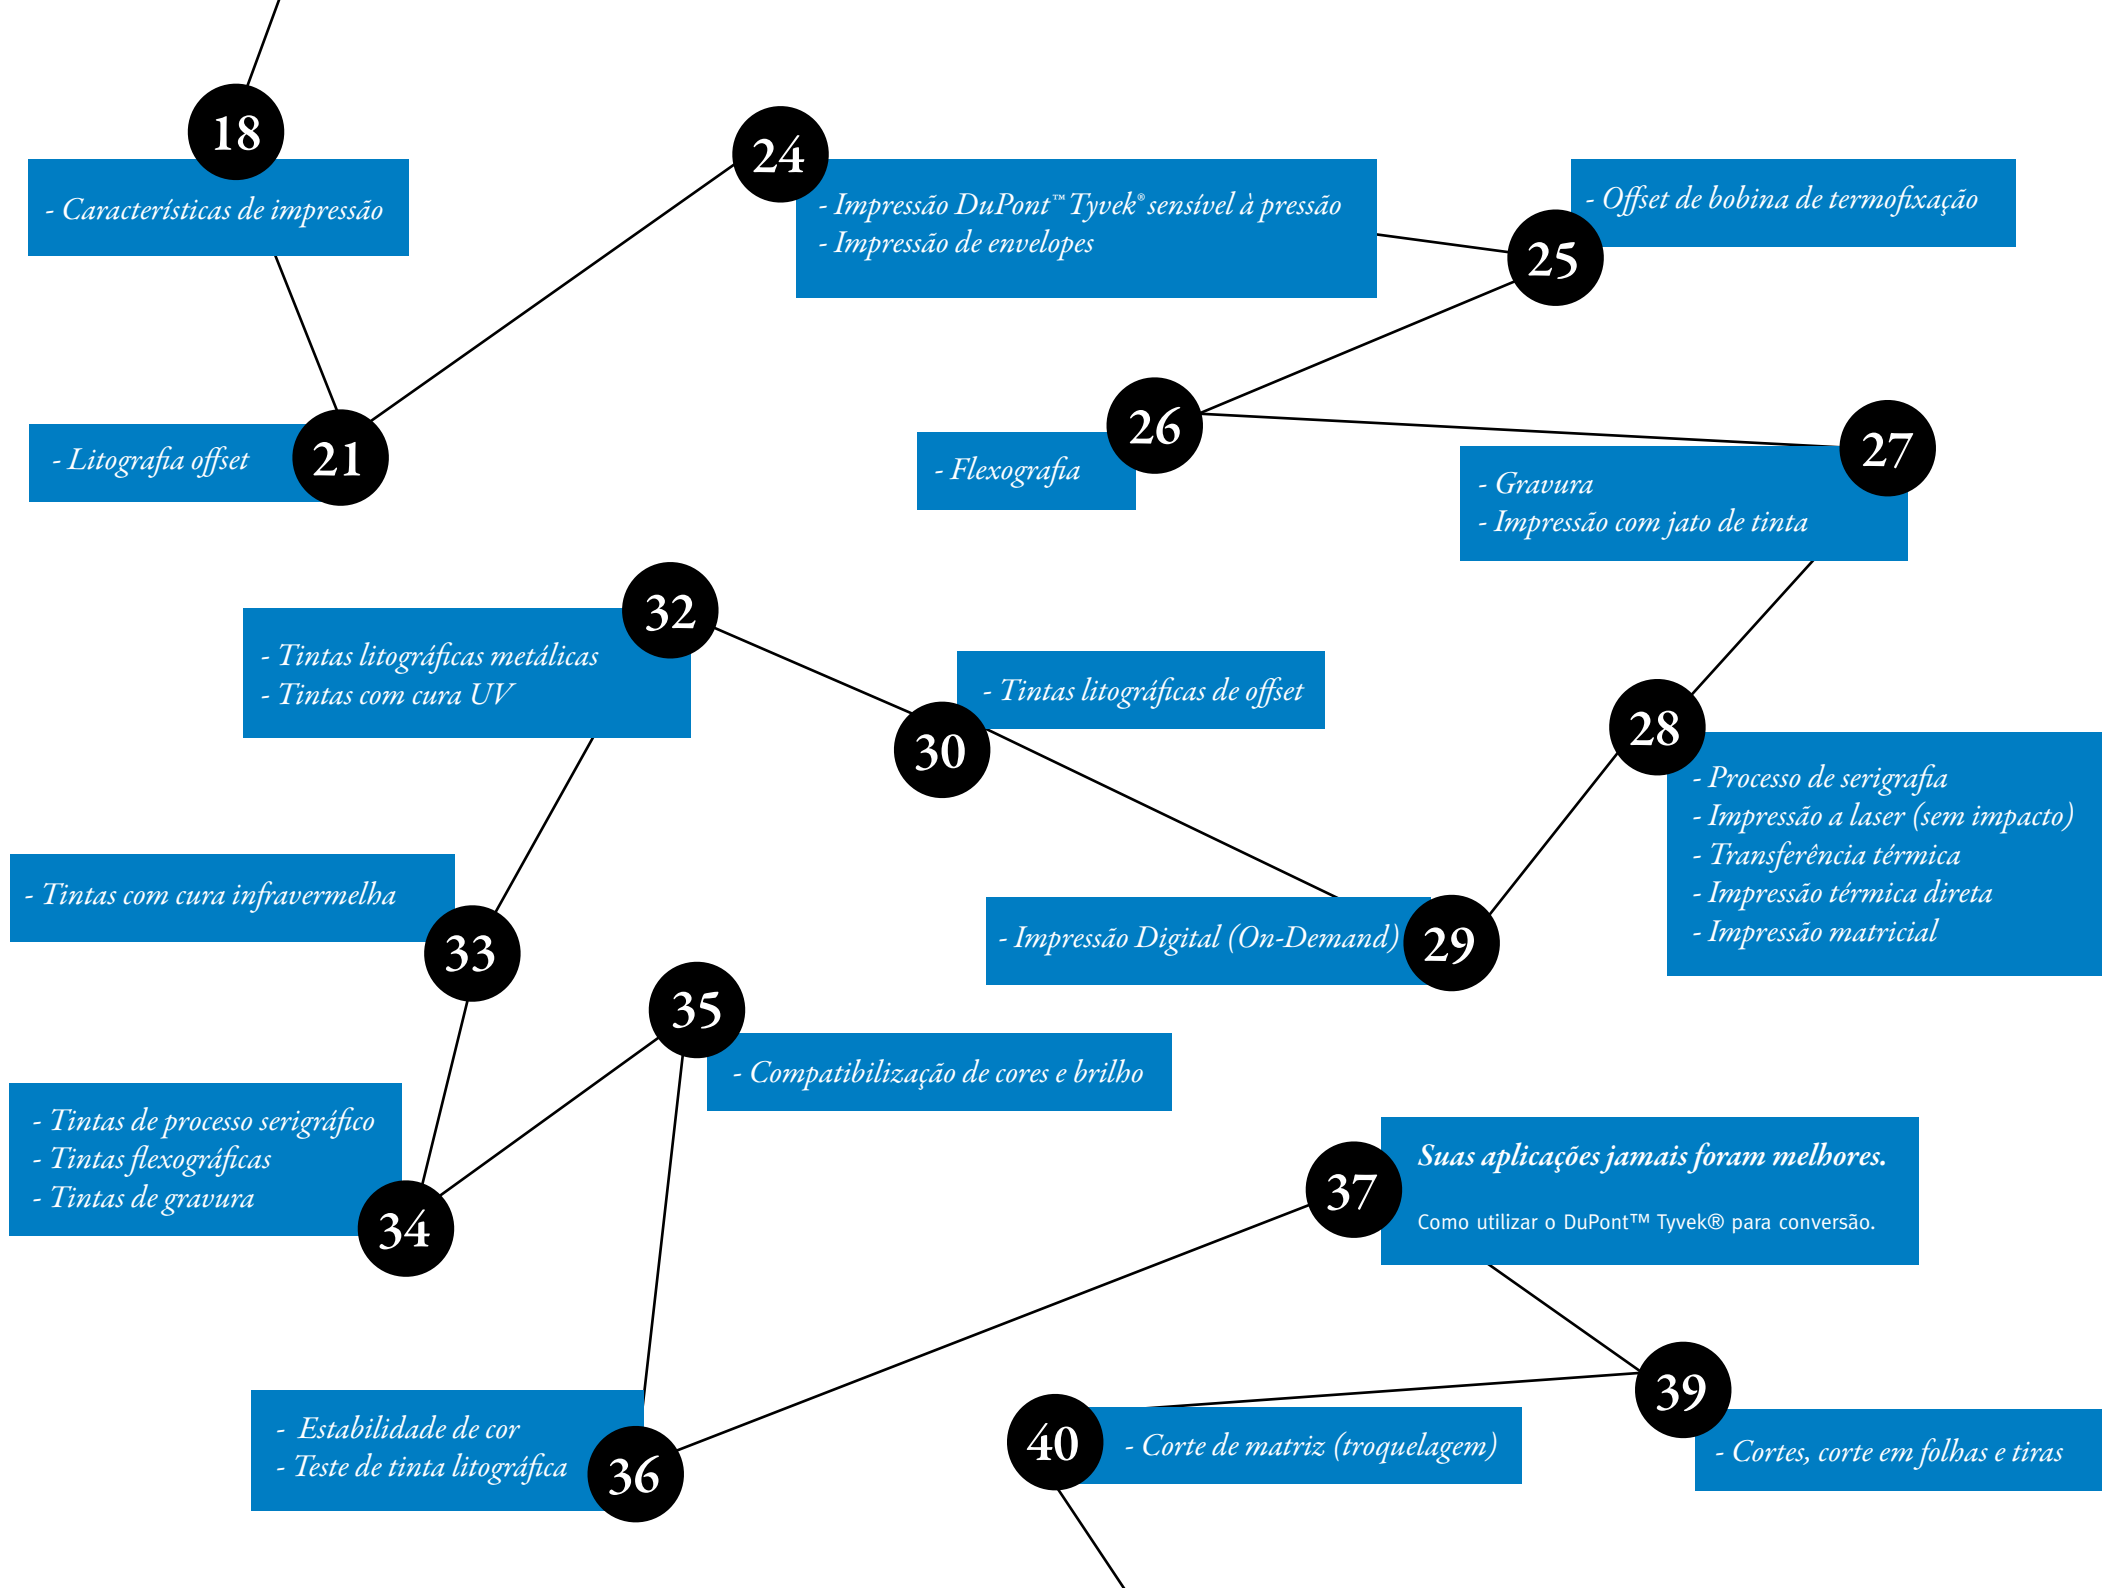 18
- Características de impressão
21
- Litografia offset
24
- Impressão DuPont™ Tyvek® sensível à pressão
- Impressão de envelopes
25
- Offset de bobina de termofixação
26
- Flexografia
27
- Gravura
- Impressão com jato de tinta
28
- Processo de serigrafia
- Impressão a laser (sem impacto)
- Transferência térmica
- Impressão térmica direta
- Impressão matricial
29
- Impressão Digital (On-Demand)
30
- Tintas litográficas de offset
32
- Tintas litográficas metálicas
- Tintas com cura UV
33
- Tintas com cura infravermelha
34
- Tintas de processo serigráfico
- Tintas flexográficas
- Tintas de gravura
35
- Compatibilização de cores e brilho
36
- Estabilidade de cor
- Teste de tinta litográfica
37
Suas aplicações jamais foram melhores.
Como utilizar o DuPont™ Tyvek® para conversão.
39
- Cortes, corte em folhas e tiras
40
- Corte de matriz (troquelagem)